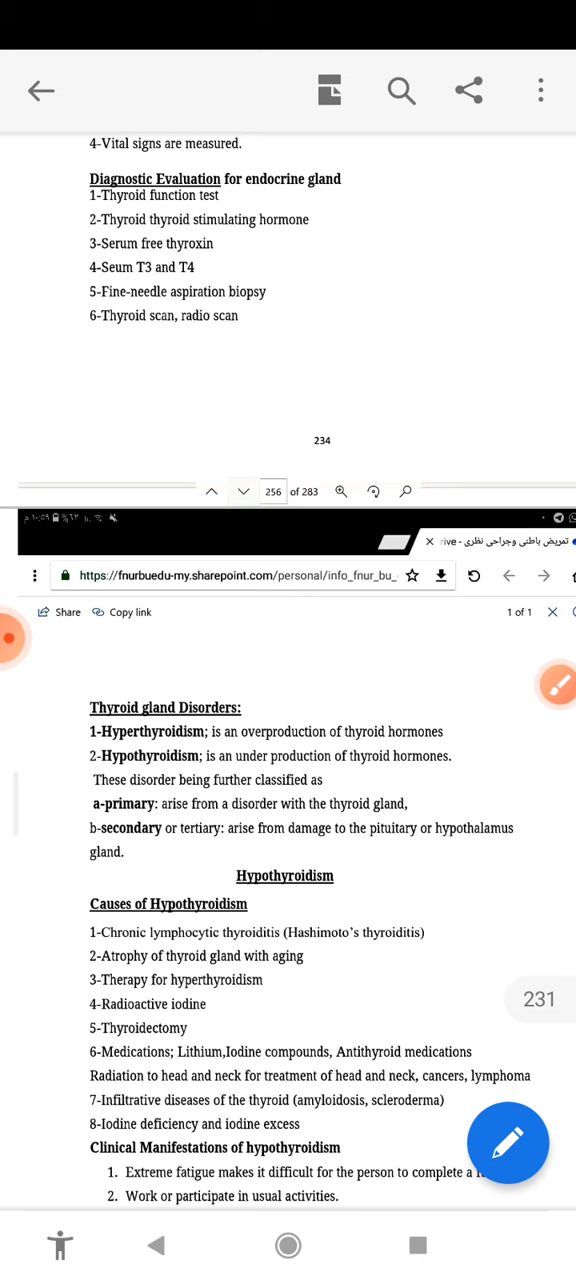 4-Vital signs are measured.
Diagnostic Evaluation for endocrine gland
1-Thyroid function test
2-Thyroid thyroid stimulating hormone
3-Serum free thyroxin
4-Seum T3 and T4
5-Fine-needle aspiration biopsy
6-Thyroid scan, radio scan
234
256 of 283
تمريض باطني وجراحي نظري - rive
https://fnurbuedu-my.sharepoint.com/personal/info_fnur_bu_
Share Copy link 1 of 1
Thyroid gland Disorders:
1-Hyperthyroidism; is an overproduction of thyroid hormones
2-Hypothyroidism; is an under production of thyroid hormones.
These disorder being further classified as
a-primary: arise from a disorder with the thyroid gland,
b-secondary or tertiary: arise from damage to the pituitary or hypothalamus
gland.
Hypothyroidism
Causes of Hypothyroidism
1-Chronic lymphocytic thyroiditis (Hashimoto's thyroiditis)
2-Atrophy of thyroid gland with aging
3-Therapy for hyperthyroidism
4-Radioactive iodine
231
5-Thyroidectomy
6-Medications; Lithium,Iodine compounds, Antithyroid medications
Radiation to head and neck for treatment of head and neck, cancers, lymphoma
7-Infiltrative diseases of the thyroid (amyloidosis, scleroderma)
8-Iodine deficiency and iodine excess
Clinical Manifestations of hypothyroidism
1. Extreme fatigue makes it difficult for the person to complete a
2. Work or participate in usual activities.